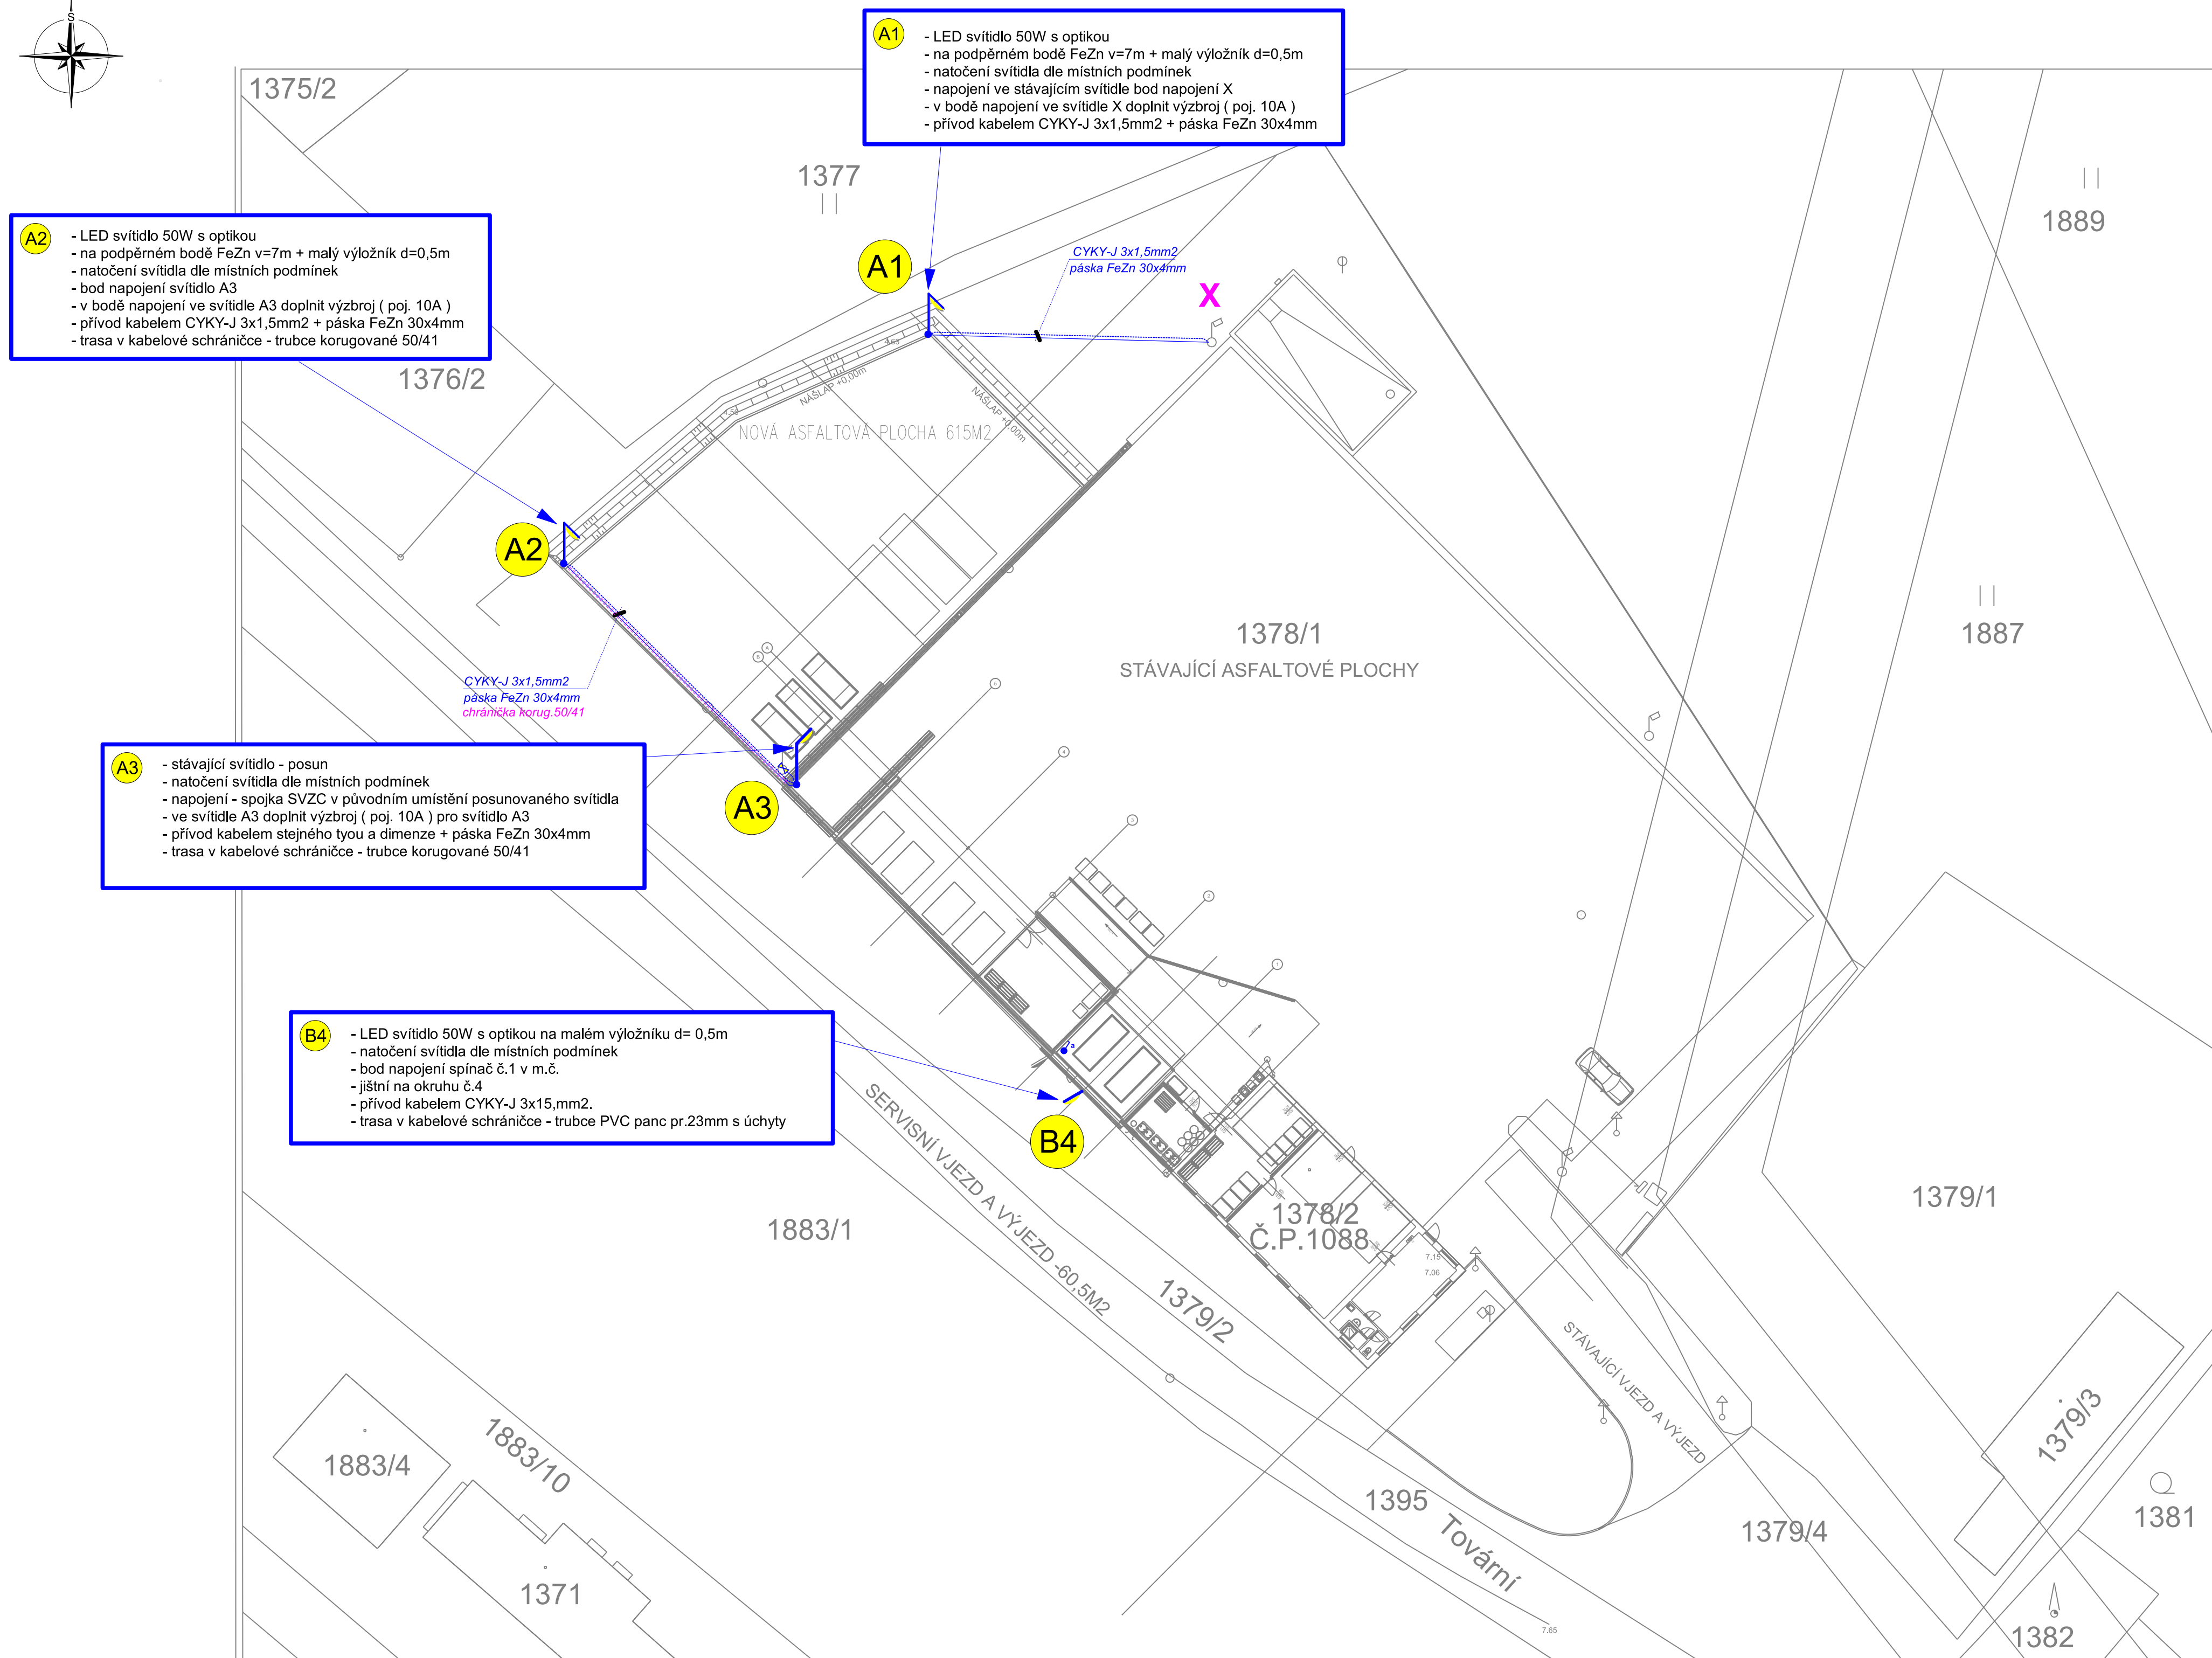 S
A1
- LED svítidlo 50W s optikou
- na podpěrném bodě FeZn v=7m + malý výložník d=0,5m
- natočení svítidla dle místních podmínek
- napojení ve stávajícím svítidle bod napojení X
- v bodě napojení ve svítidle X doplnit výzbroj ( poj. 10A )
- přívod kabelem CYKY-J 3x1,5mm2 + páska FeZn 30x4mm
1375/2
1377
1889
A2
- LED svítidlo 50W s optikou
- na podpěrném bodě FeZn v=7m + malý výložník d=0,5m
- natočení svítidla dle místních podmínek
- bod napojení svítidlo A3
- v bodě napojení ve svítidle A3 doplnit výzbroj ( poj. 10A )
- přívod kabelem CYKY-J 3x1,5mm2 + páska FeZn 30x4mm
- trasa v kabelové schráničce - trubce korugované 50/41
A1
CYKY-J 3x1,5mm2
páska FeZn 30x4mm
X
1376/2
NÁŠLAP +0,00m
NÁŠLAP +0,00m
NOVÁ ASFALTOVÁ PLOCHA 615M2
A2
1378/1
STÁVAJÍCÍ ASFALTOVÉ PLOCHY
1887
CYKY-J 3x1,5mm2
páska FeZn 30x4mm
chránička korug.50/41
A
B
5
4
3
2
1
A3
- stávající svítidlo - posun
- natočení svítidla dle místních podmínek
- napojení - spojka SVZC v původním umístění posunovaného svítidla
- ve svítidle A3 doplnit výzbroj ( poj. 10A ) pro svítidlo A3
- přívod kabelem stejného tyou a dimenze + páska FeZn 30x4mm
- trasa v kabelové schráničce - trubce korugované 50/41
A3
B4
- LED svítidlo 50W s optikou na malém výložníku d= 0,5m
- natočení svítidla dle místních podmínek
- bod napojení spínač č.1 v m.č.
- jištní na okruhu č.4
- přívod kabelem CYKY-J 3x15,mm2.
- trasa v kabelové schráničce - trubce PVC panc pr.23mm s úchyty
a
B4
SERVISNÍ VJEZD A VÝJEZD -60,5M2
1883/1
1378/2
Č.P.1088
7,15
7,06
1379/1
1379/2
STÁVAJÍCÍ VJEZD A VÝJEZD
1379/3
1883/4
1883/10
1395
Tovární
1379/4
1381
1371
7,65
1382